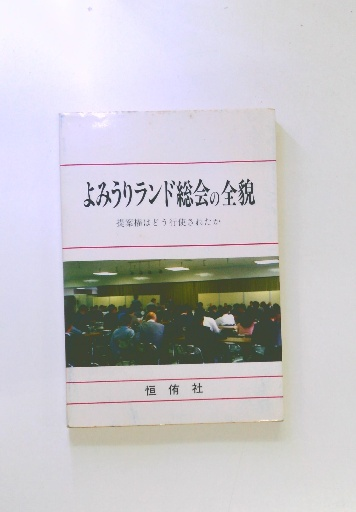 よみうりランド総会の全貌
提案権はどう行使されたか
恒侑社